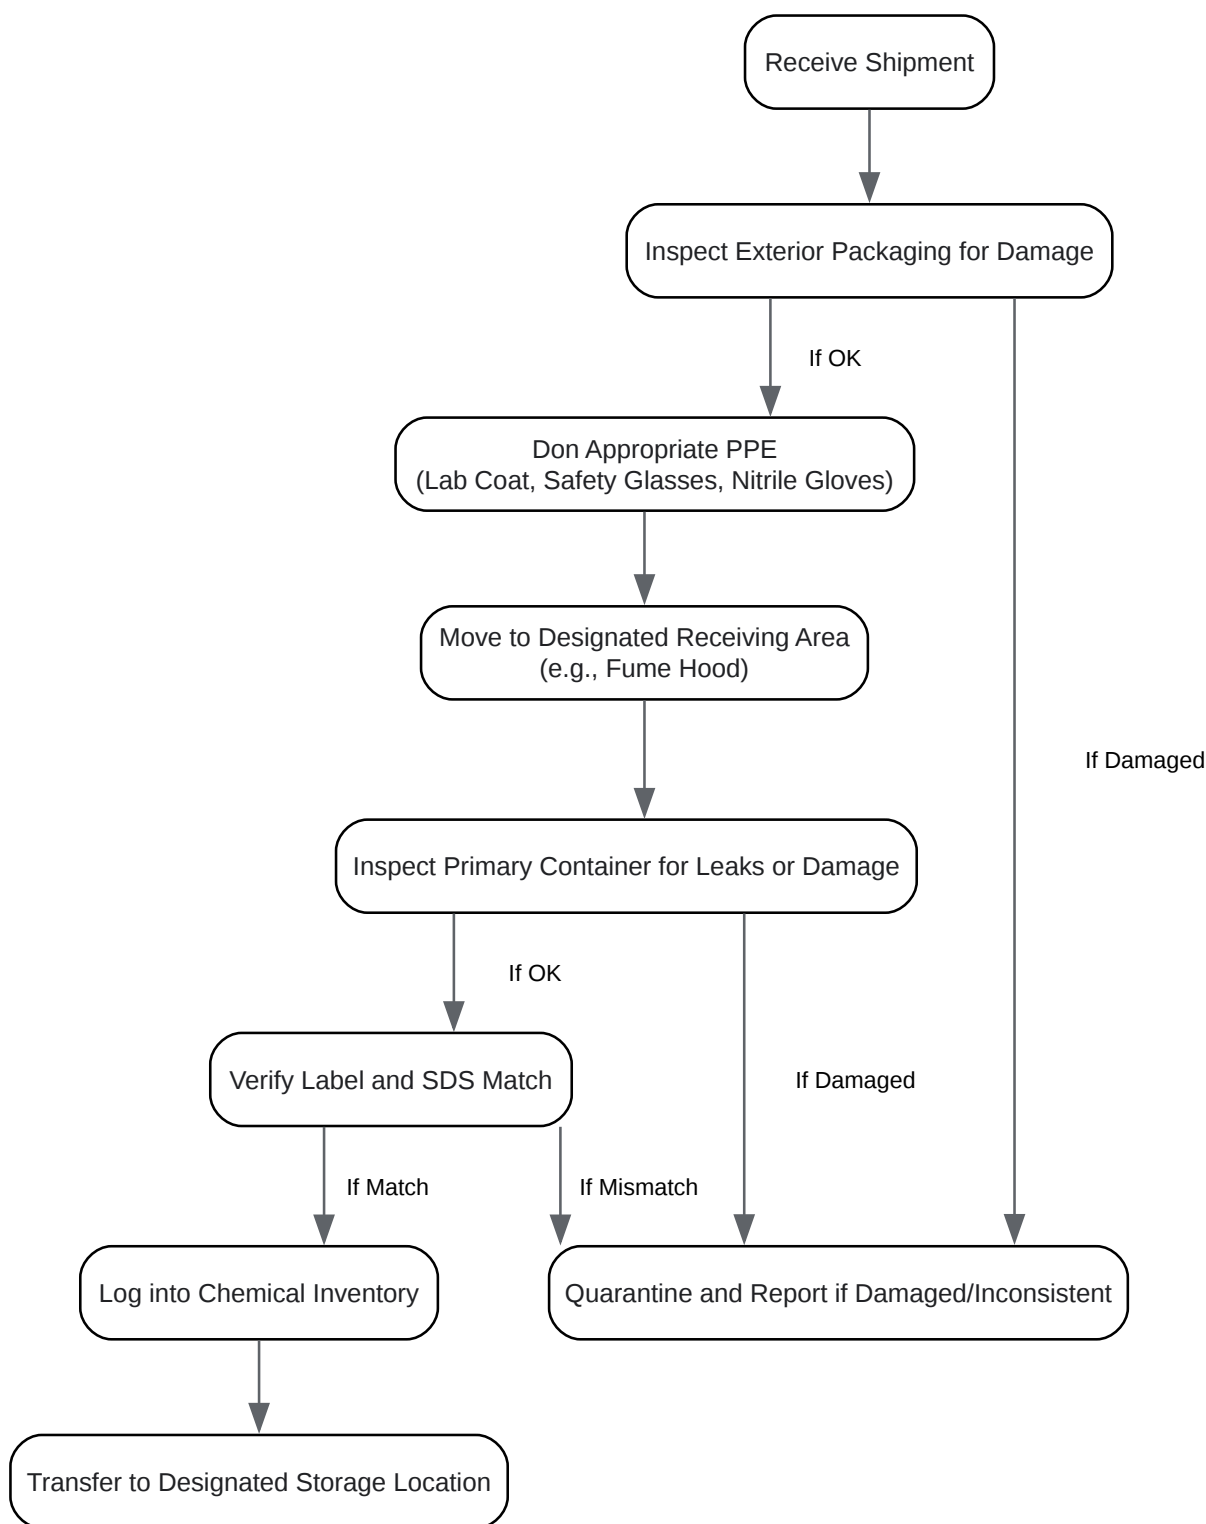 Receive Shipment
Inspect Exterior Packaging for Damage
If OK
Don Appropriate PPE
(Lab Coat, Safety Glasses, Nitrile Gloves)
Move to Designated Receiving Area
(e.g., Fume Hood)
If Damaged
Inspect Primary Container for Leaks or Damage
If OK
Verify Label and SDS Match
If Damaged
If Match
If Mismatch
Log into Chemical Inventory
Quarantine and Report if Damaged/Inconsistent
Transfer to Designated Storage Location